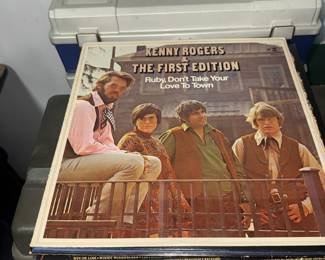 KENNY ROGERS
&
THE FIRST EDITION
Ruby, Don't Take Your
Love To Town